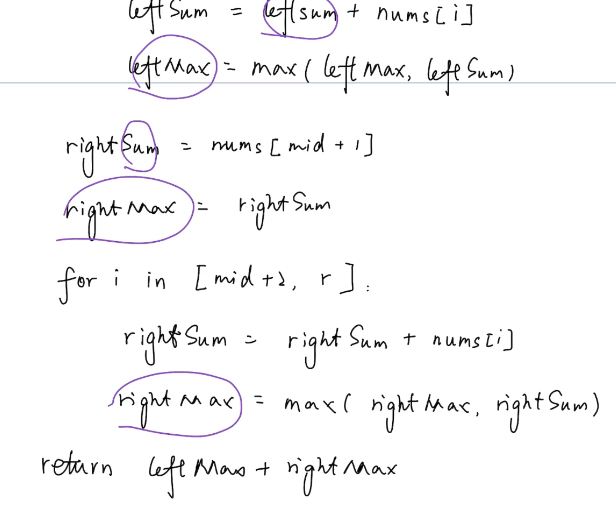 leftSum = leftsum + nums[i]
leftMax = max(leftMax, leftSum)
rightSum = nums[mid+1]
rightMax = rightSum
for i in [mid+2, r]:
rightSum = rightSum + nums[i]
rightMax = max(rightMax, rightSum)
return leftMax + rightMax